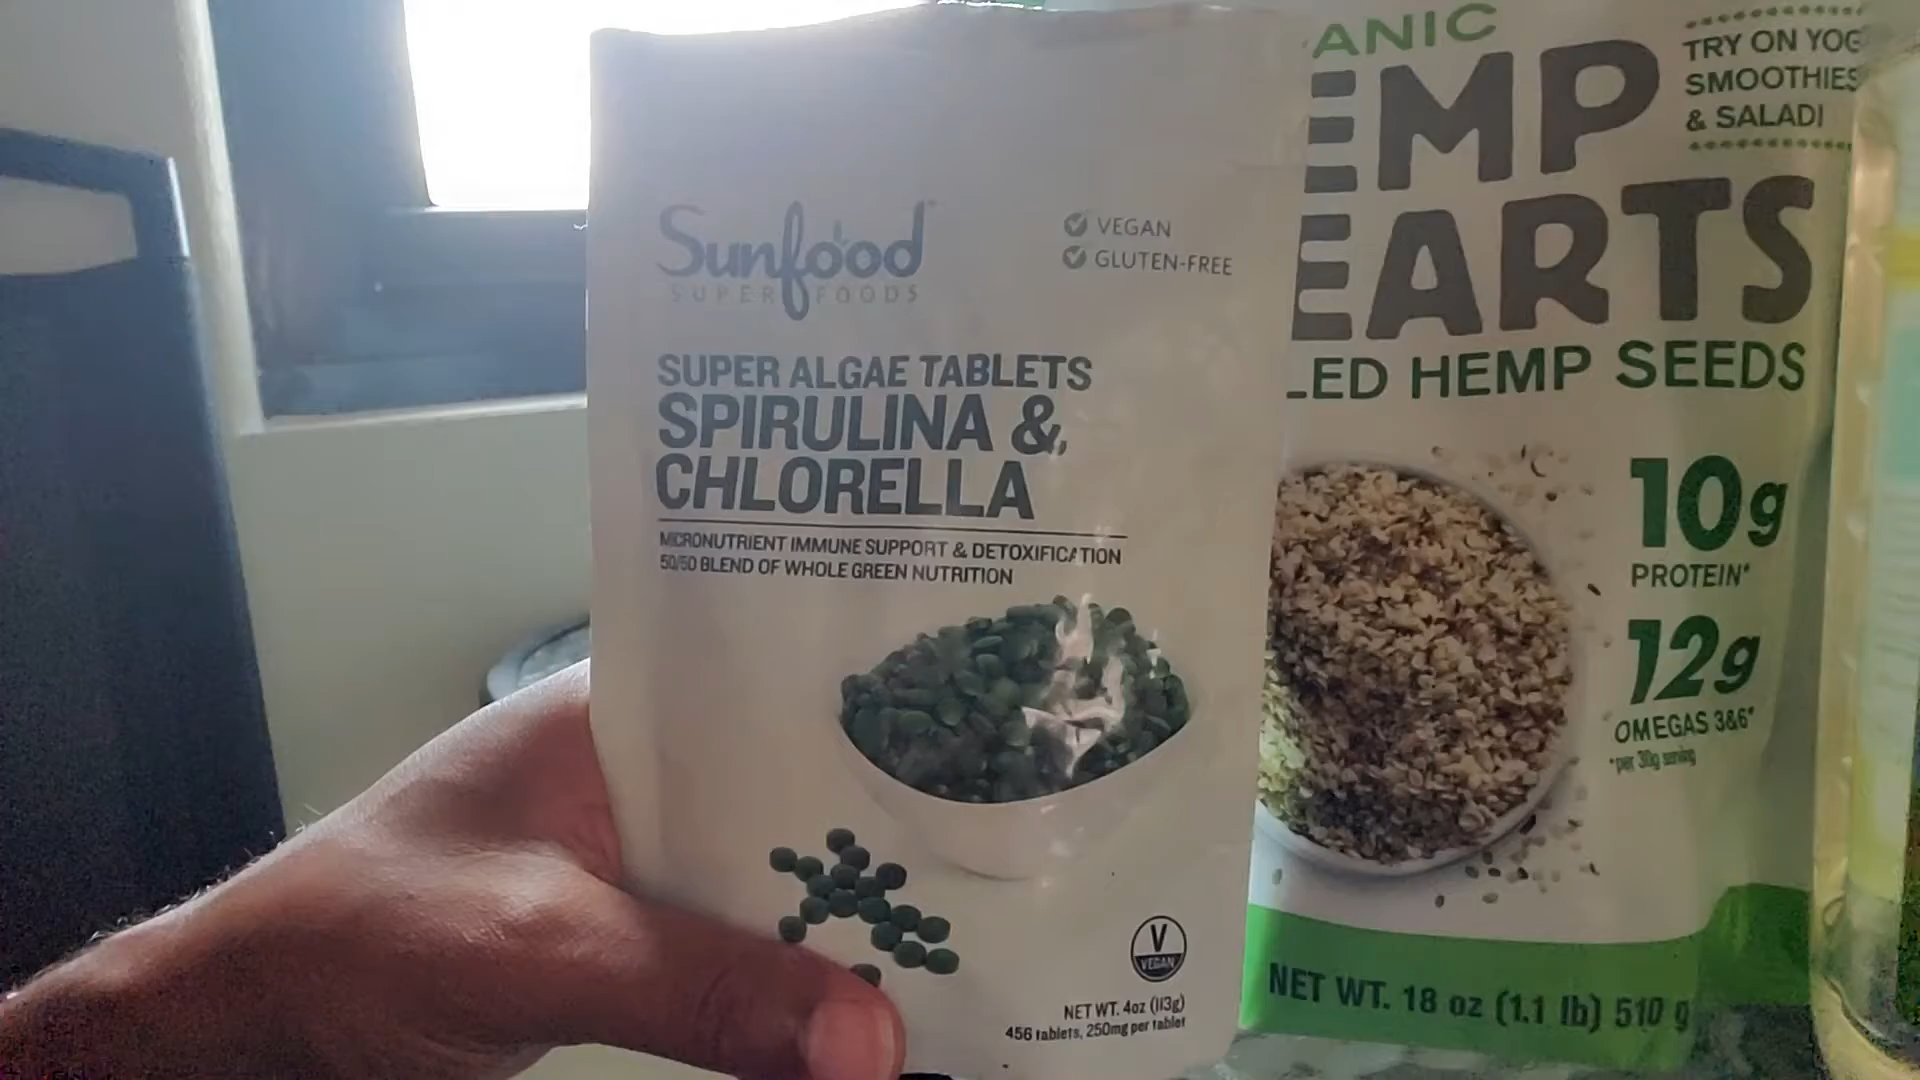 Sunfood
SUPERFOODS
VEGAN
GLUTEN-FREE
SUPER ALGAE TABLETS
SPIRULINA &
CHLORELLA
MICRONUTRIENT IMMUNE SUPPORT & DETOXIFICATION
50/50 BLEND OF WHOLE GREEN NUTRITION
V
VEGAN
NET WT. 4oz (113g)
456 tablets, 250mg per tablet
ANIC
EMP
EARTS
LED HEMP SEEDS
TRY ON YOG
SMOOTHIES
& SALAD!
10g
PROTEIN*
12g
OMEGAS 3&6*
*per 30g serving
NET WT. 18 oz (1.1 lb) 510 g